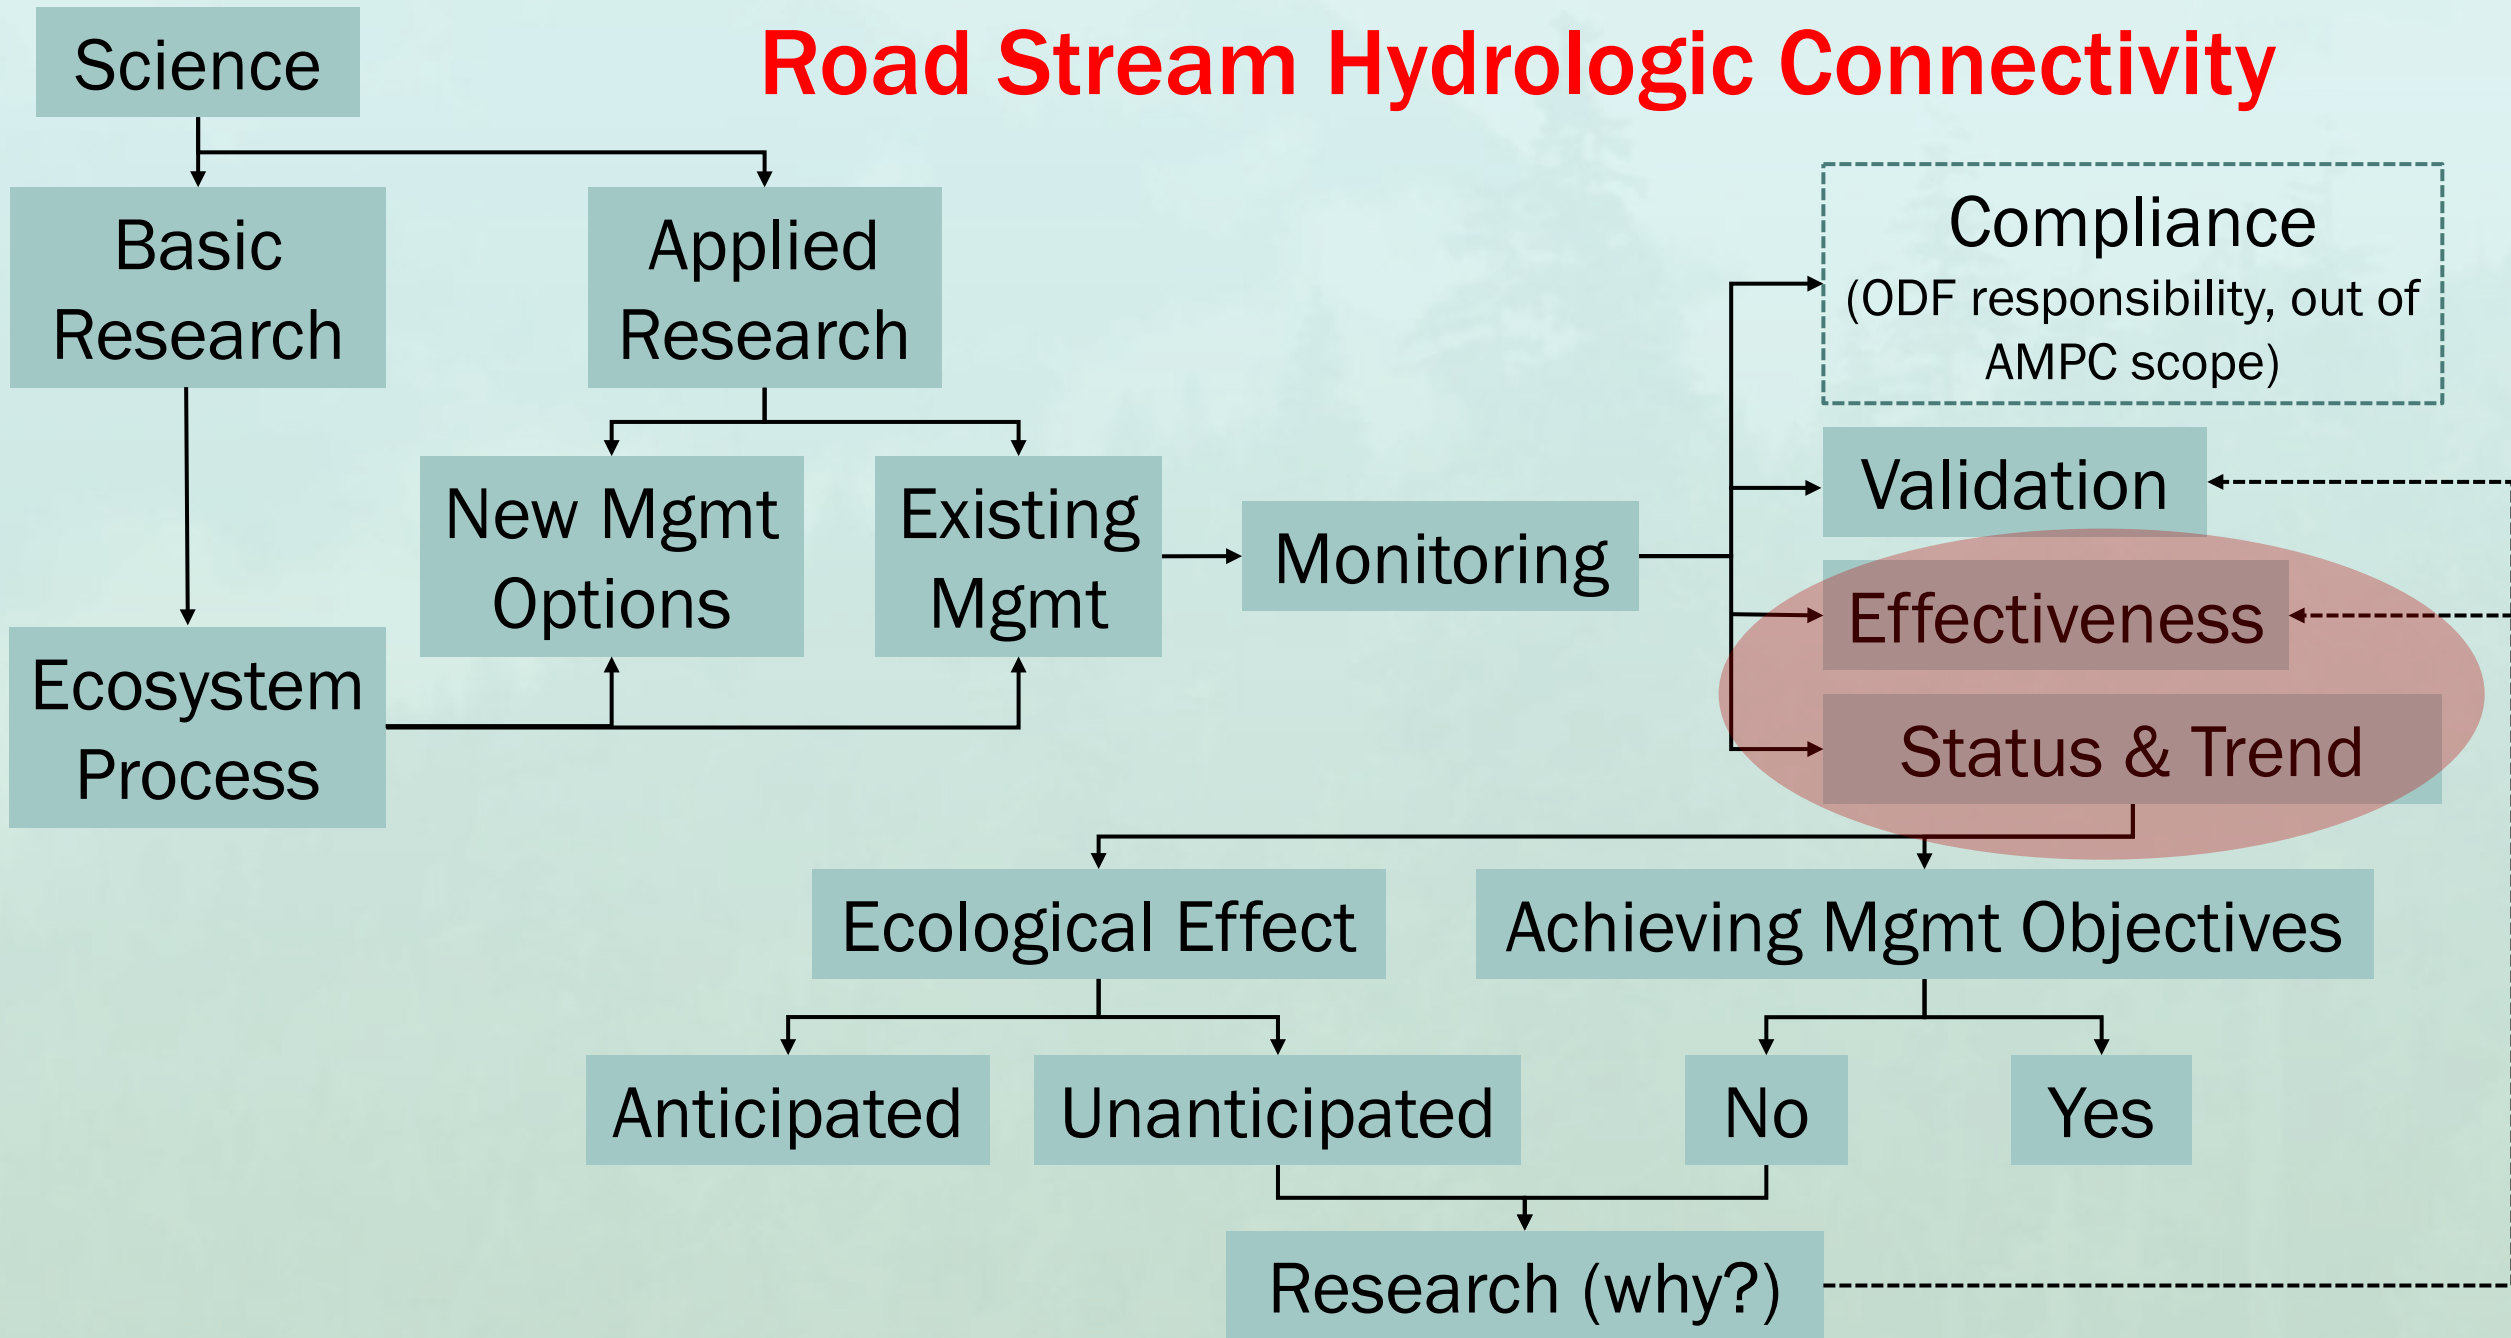 Science
Road Stream Hydrologic Connectivity
Basic
Research
Applied
Research
Compliance
(ODF responsibility, out of
AMPC scope)
New Mgmt
Options
Existing
Mgmt
Monitoring
Validation
Effectiveness
Status & Trend
Ecosystem
Process
Ecological Effect
Achieving Mgmt Objectives
Anticipated
Unanticipated
No
Yes
Research (why?)